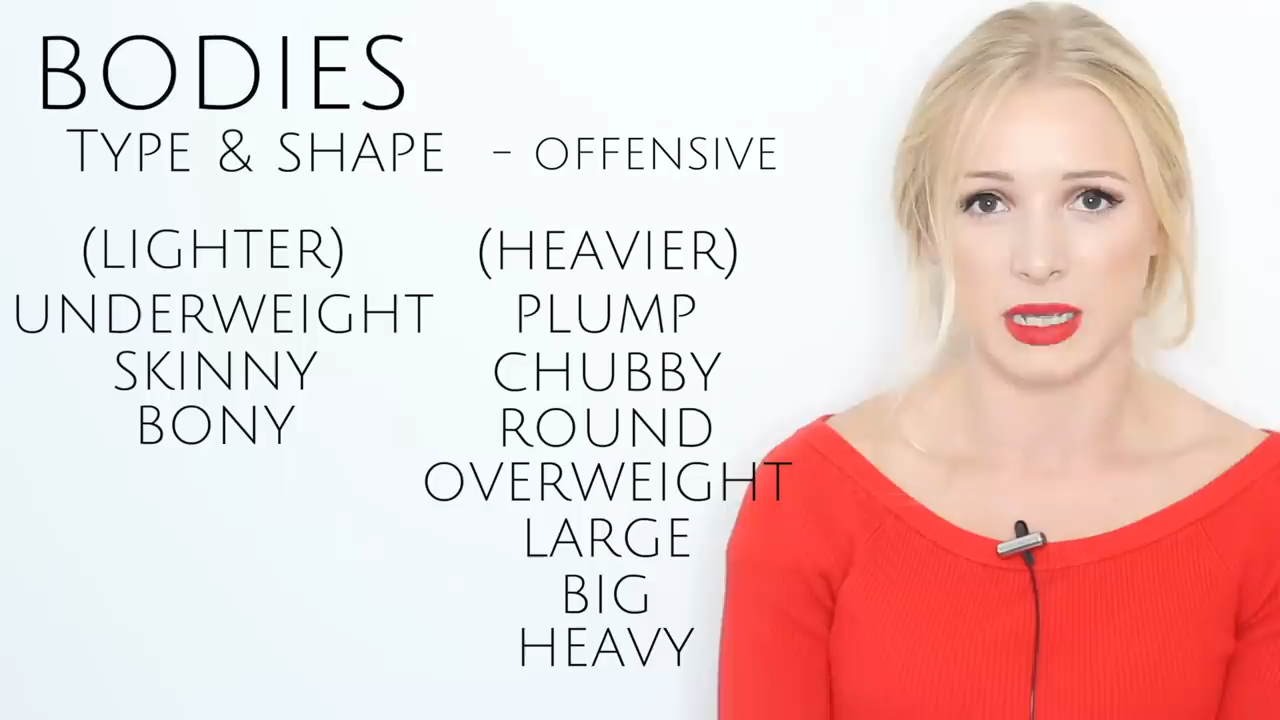 BODIES
TYPE & SHAPE - OFFENSIVE
(LIGHTER)
UNDERWEIGHT
SKINNY
BONY
(HEAVIER)
PLUMP
CHUBBY
ROUND
OVERWEIGHT
LARGE
BIG
HEAVY